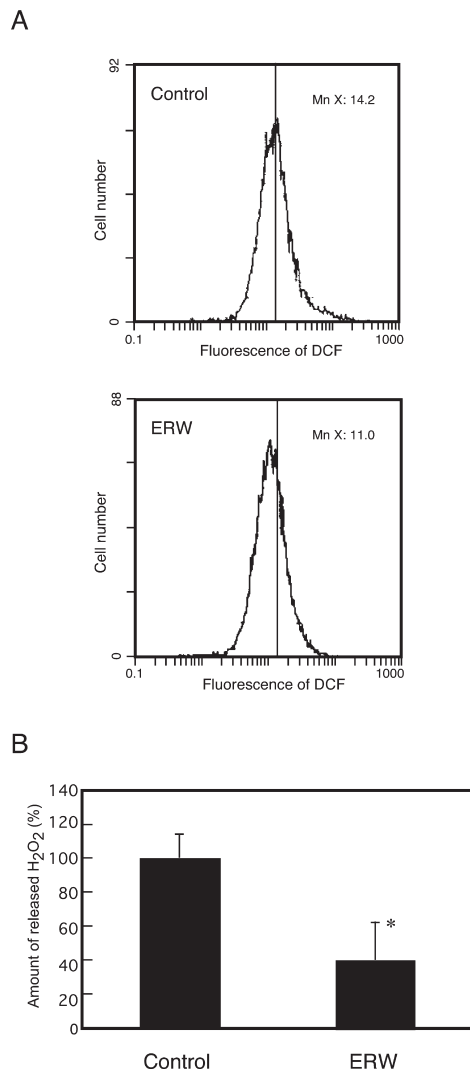 A
92
Control
Mn X: 14.2
Cell number
0
0.1
1000
Fluorescence of DCF
88
ERW
Mn X: 11.0
Cell number
0
0.1
1000
Fluorescence of DCF
B
Amount of released H₂O₂ (%)
140
120
100
80
60
40
20
0
*
Control
ERW